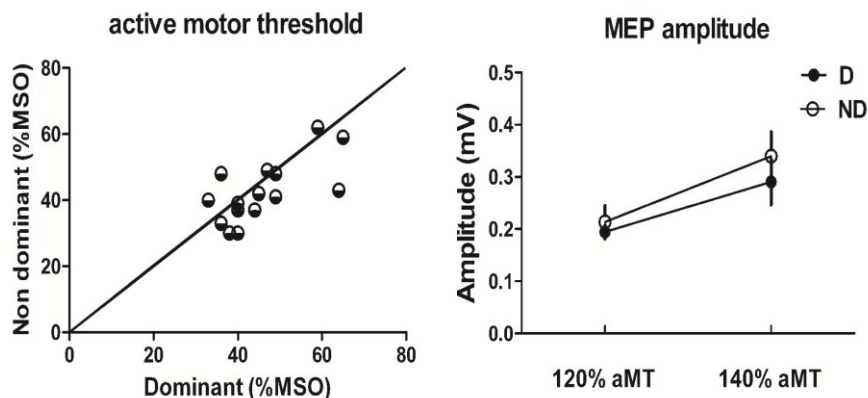 active motor threshold
Non dominant (%MSO)
80
60
40
20
0
0 20 40 60 80
Dominant (%MSO)
MEP amplitude
Amplitude (mV)
0.5
0.4
0.3
0.2
0.1
0.0
120% aMT 140% aMT
D
ND